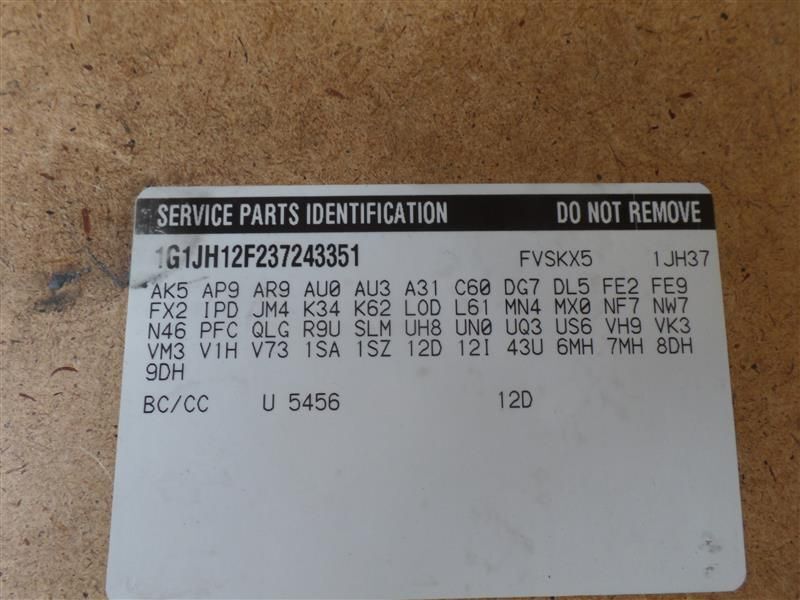 SERVICE PARTS IDENTIFICATION DO NOT REMOVE
1G1JH12F237243351 FVSKX5 1JH37
AK5 AP9 AR9 AU0 AU3 A31 C60 DG7 DL5 FE2 FE9
FX2 IPD JM4 K34 K62 LOD L61 MN4 MX0 NF7 NW7
N46 PFC QLG R9U SLM UH8 UN0 UQ3 US6 VH9 VK3
VM3 V1H V73 1SA 1SZ 12D 12I 43U 6MH 7MH 8DH
9DH
BC/CC U 5456 12D